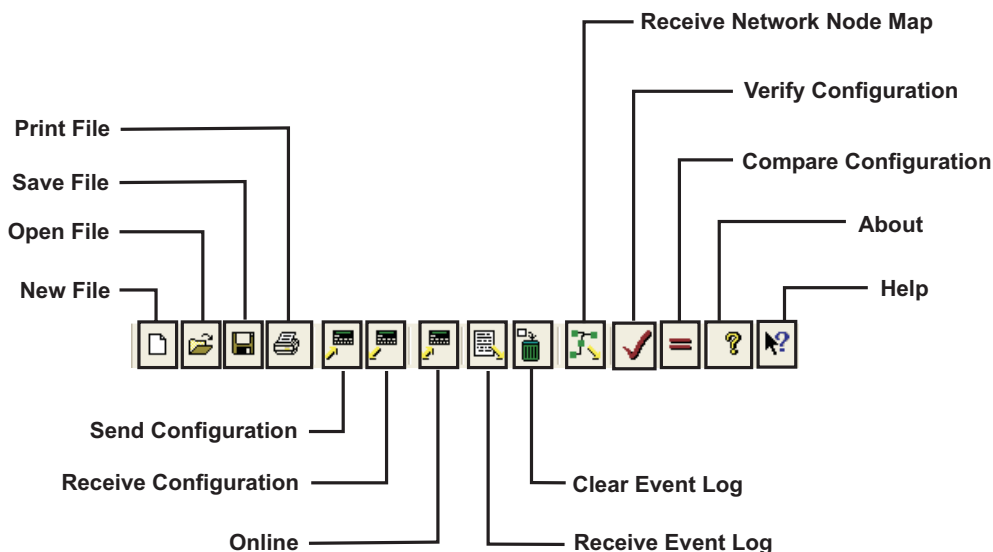 Receive Network Node Map
Verify Configuration
Print File
Compare Configuration
Save File
Open File
About
New File
Help
Send Configuration
Receive Configuration
Clear Event Log
Online
Receive Event Log